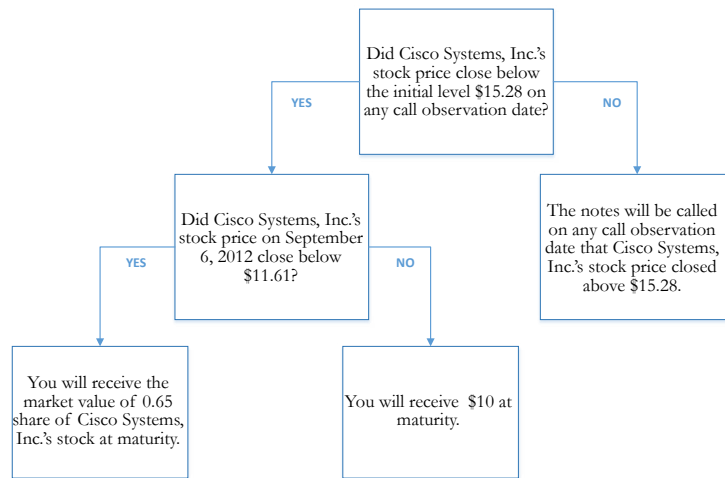 Did Cisco Systems, Inc.'s
stock price close below
the initial level $15.28 on
any call observation date?
YES
NO
Did Cisco Systems, Inc.'s
stock price on September
6, 2012 close below
$11.61?
The notes will be called
on any call observation
date that Cisco Systems,
Inc.'s stock price closed
above $15.28.
YES
NO
You will receive the
market value of 0.65
share of Cisco Systems,
Inc.'s stock at maturity.
You will receive $10 at
maturity.